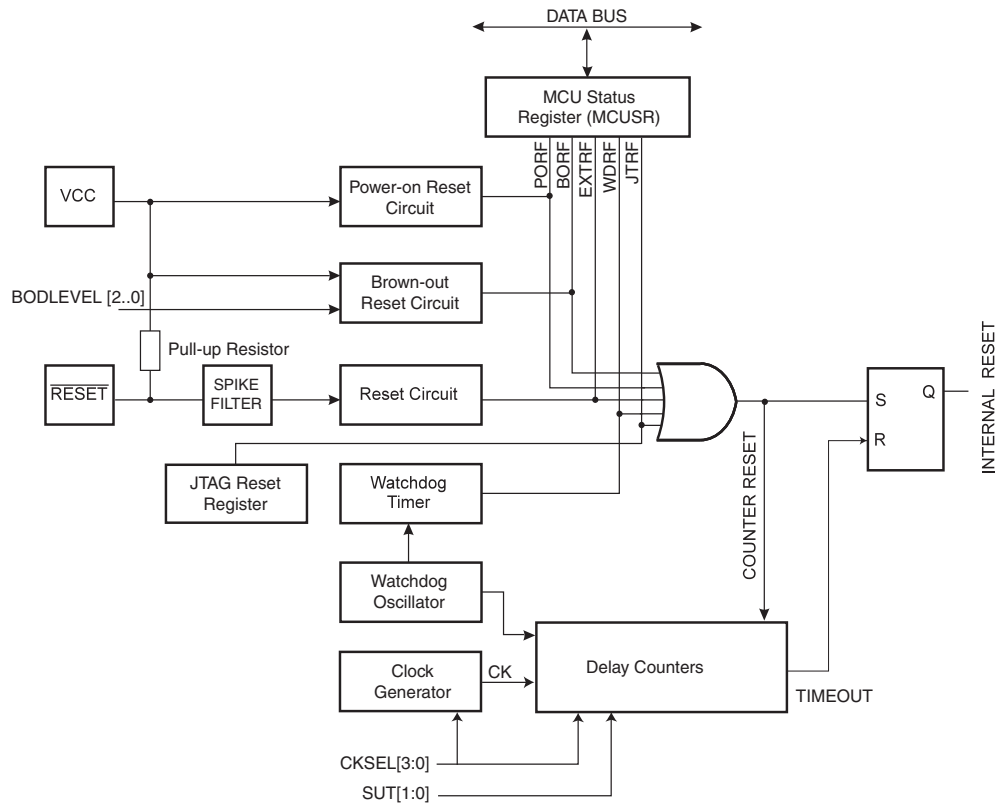 DATA BUS
MCU Status
Register (MCUSR)
PORF
BORF
EXTRF
WDRF
JTRF
VCC
Power-on Reset
Circuit
Brown-out
Reset Circuit
BODLEVEL [2..0]
Pull-up Resistor
RESET
SPIKE
FILTER
Reset Circuit
S
Q
R
INTERNAL RESET
JTAG Reset
Register
Watchdog
Timer
COUNTER RESET
Watchdog
Oscillator
Clock
Generator
CK
Delay Counters
TIMEOUT
CKSEL[3:0]
SUT[1:0]